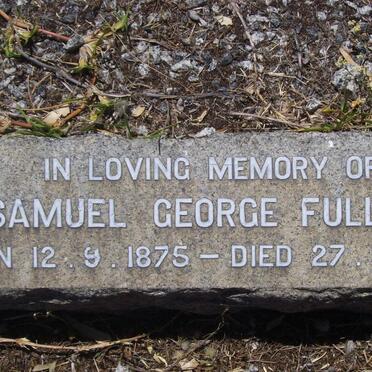 IN LOVING MEMORY OF
SAMUEL GEORGE FULL
N 12.9.1875 — DIED 27.